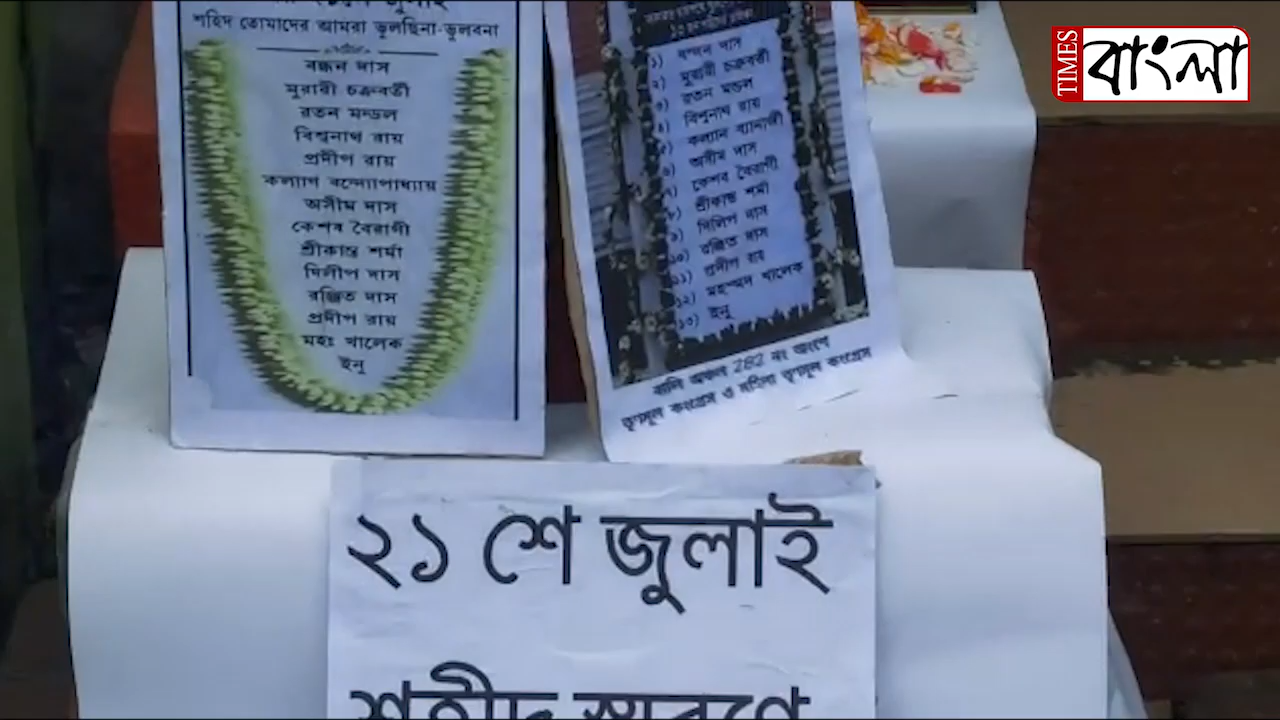 শহিদ তোমাদের আমরা ভুলছিনা-ভুলবনা
বন্ধন দাস
মুরারী চক্রবর্তী
রতন মন্ডল
বিশ্বনাথ রায়
প্রদীপ রায়
কল্যাণ বন্দ্যোপাধ্যায়
অসীম দাস
কেশব বৈরাগী
শ্রীকান্ত শর্মা
দিলীপ দাস
রঞ্জিত দাস
প্রদীপ রায়
মহঃ খালেক
ইনু
১) বন্দন দাস
২) মুরারী চক্রবর্তী
৩) রতন মন্ডল
৪) বিশ্বনাথ রায়
৫) কল্যান ব্যানার্জী
৬) অসীম দাস
৭) কেশব বৈরাগী
৮) শ্রীকান্ত শর্মা
৯) দিলিপ দাস
১০) রঞ্জিত দাস
১১) প্রদীপ রায়
১২) মহম্মদ খালেক
১৩) ইনু
তৃণমূল কংগ্রেস ও মহিলা তৃণমূল কংগ্রেস
২১ শে জুলাই
শহীদ স্মরণে
TIMES বাংলা